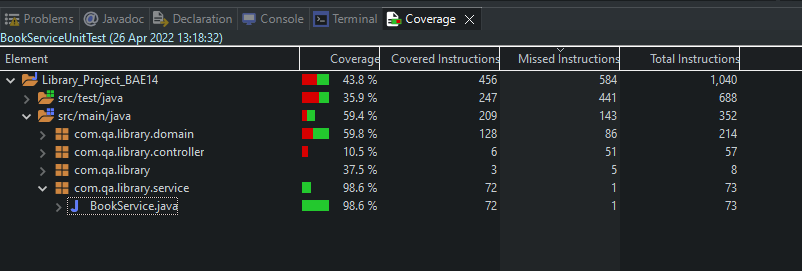 Problems @ Javadoc Declaration Console Terminal Coverage
BookServiceUnitTest (26 Apr 2022 13:18:32)
Element Coverage Covered Instructions Missed Instructions Total Instructions
Library_Project_BAE14 43.8 % 456 584 1,040
src/test/java 35.9 % 247 441 688
src/main/java 59.4 % 209 143 352
com.qa.library.domain 59.8 % 128 86 214
com.qa.library.controller 10.5 % 6 51 57
com.qa.library 37.5 % 3 5 8
com.qa.library.service 98.6 % 72 1 73
BookService.java 98.6 % 72 1 73